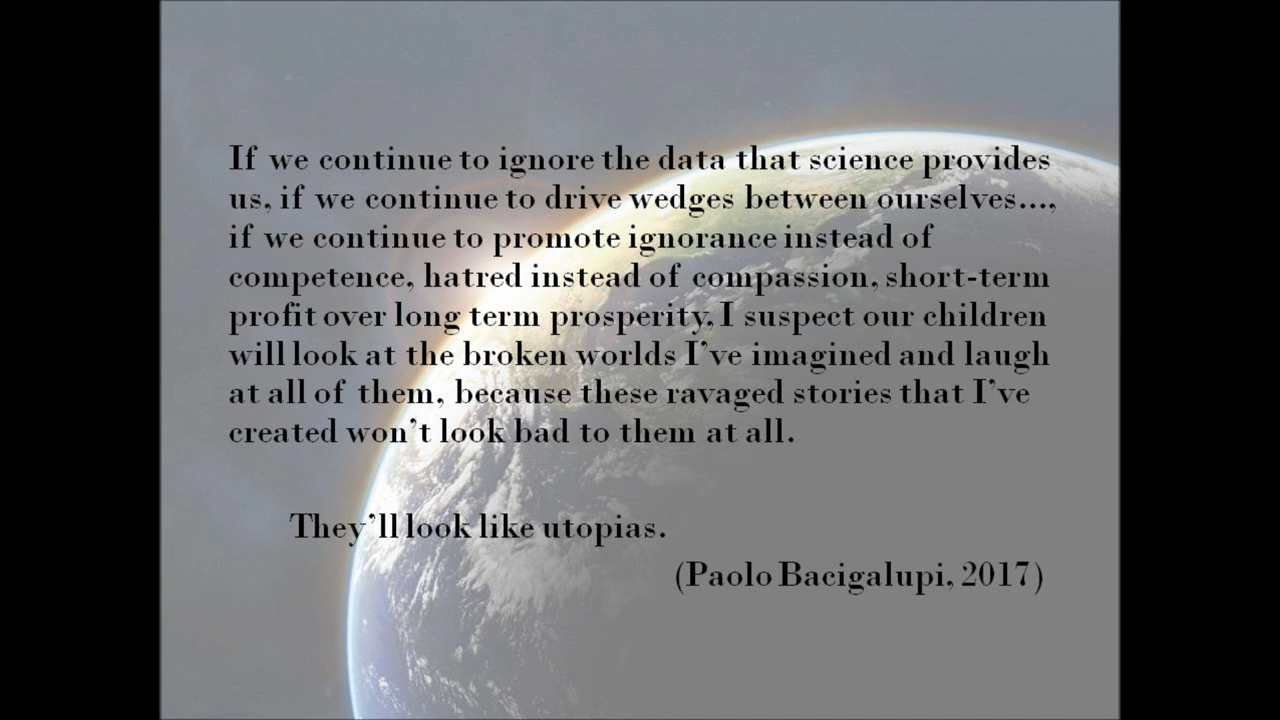 If we continue to ignore the data that science provides
us, if we continue to drive wedges between ourselves...,
if we continue to promote ignorance instead of
competence, hatred instead of compassion, short-term
profit over long term prosperity, I suspect our children
will look at the broken worlds I’ve imagined and laugh
at all of them, because these ravaged stories that I’ve
created won’t look bad to them at all.
They’ll look like utopias.
(Paolo Bacigalupi, 2017)